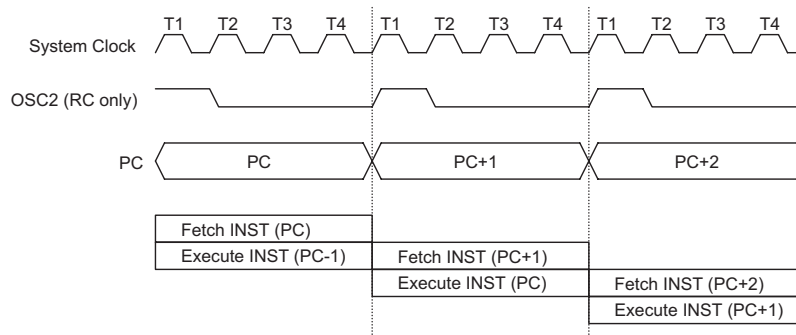 T1 T2 T3 T4 T1 T2 T3 T4 T1 T2 T3 T4
System Clock
OSC2 (RC only)
PC PC PC+1 PC+2
Fetch INST (PC)
Execute INST (PC-1) Fetch INST (PC+1)
Execute INST (PC) Fetch INST (PC+2)
Execute INST (PC+1)